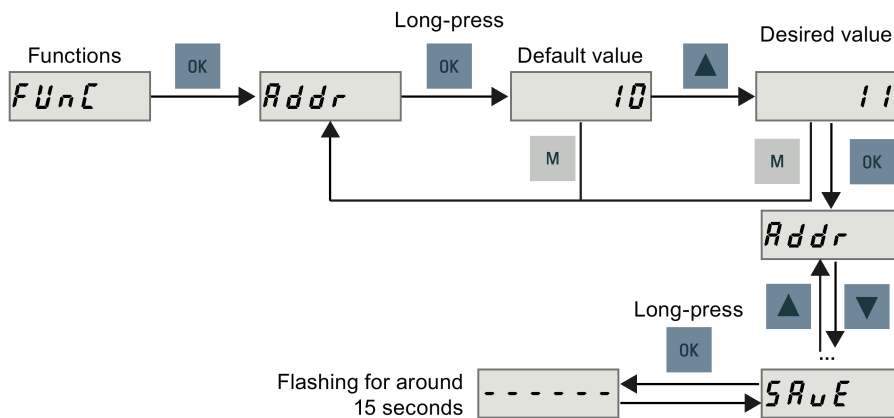 Long-press
Functions
OK
OK
Default value
Desired value
FUnC
Addr
10
11
M
M
OK
Addr
Long-press
OK
...
Flashing for around
15 seconds
------
SAvE